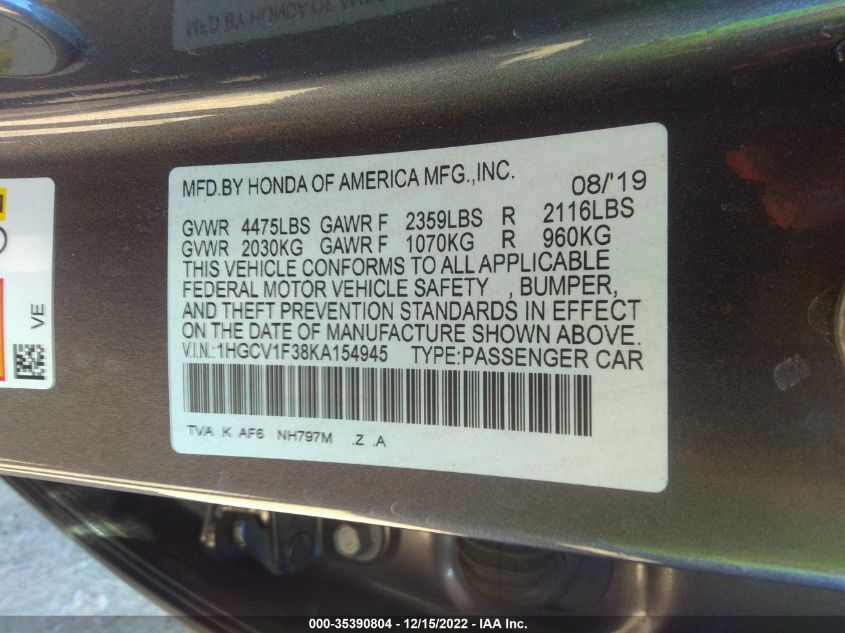 MFD.BY HONDA OF AMERICA MFG.,INC. 08/'19
GVWR 4475LBS GAWR F 2359LBS R 2116LBS
GVWR 2030KG GAWR F 1070KG R 960KG
THIS VEHICLE CONFORMS TO ALL APPLICABLE
FEDERAL MOTOR VEHICLE SAFETY , BUMPER,
AND THEFT PREVENTION STANDARDS IN EFFECT
ON THE DATE OF MANUFACTURE SHOWN ABOVE.
V.I.N.: 1HGCV1F38KA154945 TYPE:PASSENGER CAR
TVA K AF6 NH797M .Z .A
VE
000-35390804 - 12/15/2022 - IAA Inc.